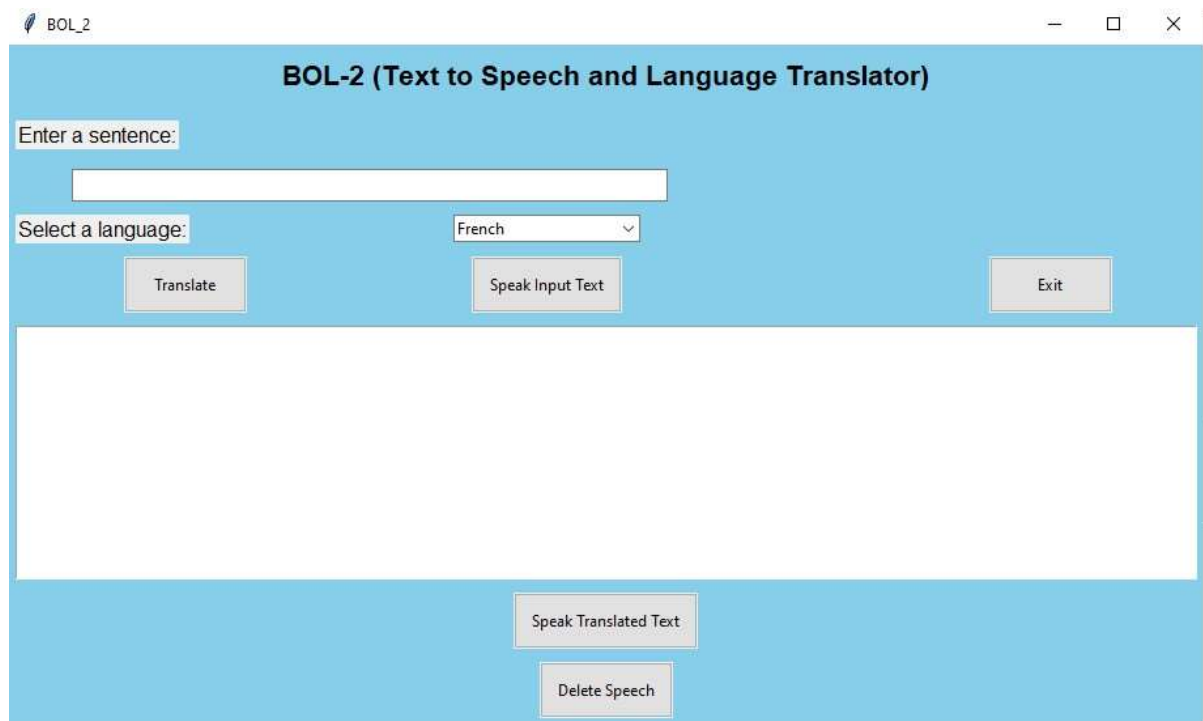 BOL_2
BOL-2 (Text to Speech and Language Translator)
Enter a sentence:
Select a language:
French
Translate
Speak Input Text
Exit
Speak Translated Text
Delete Speech